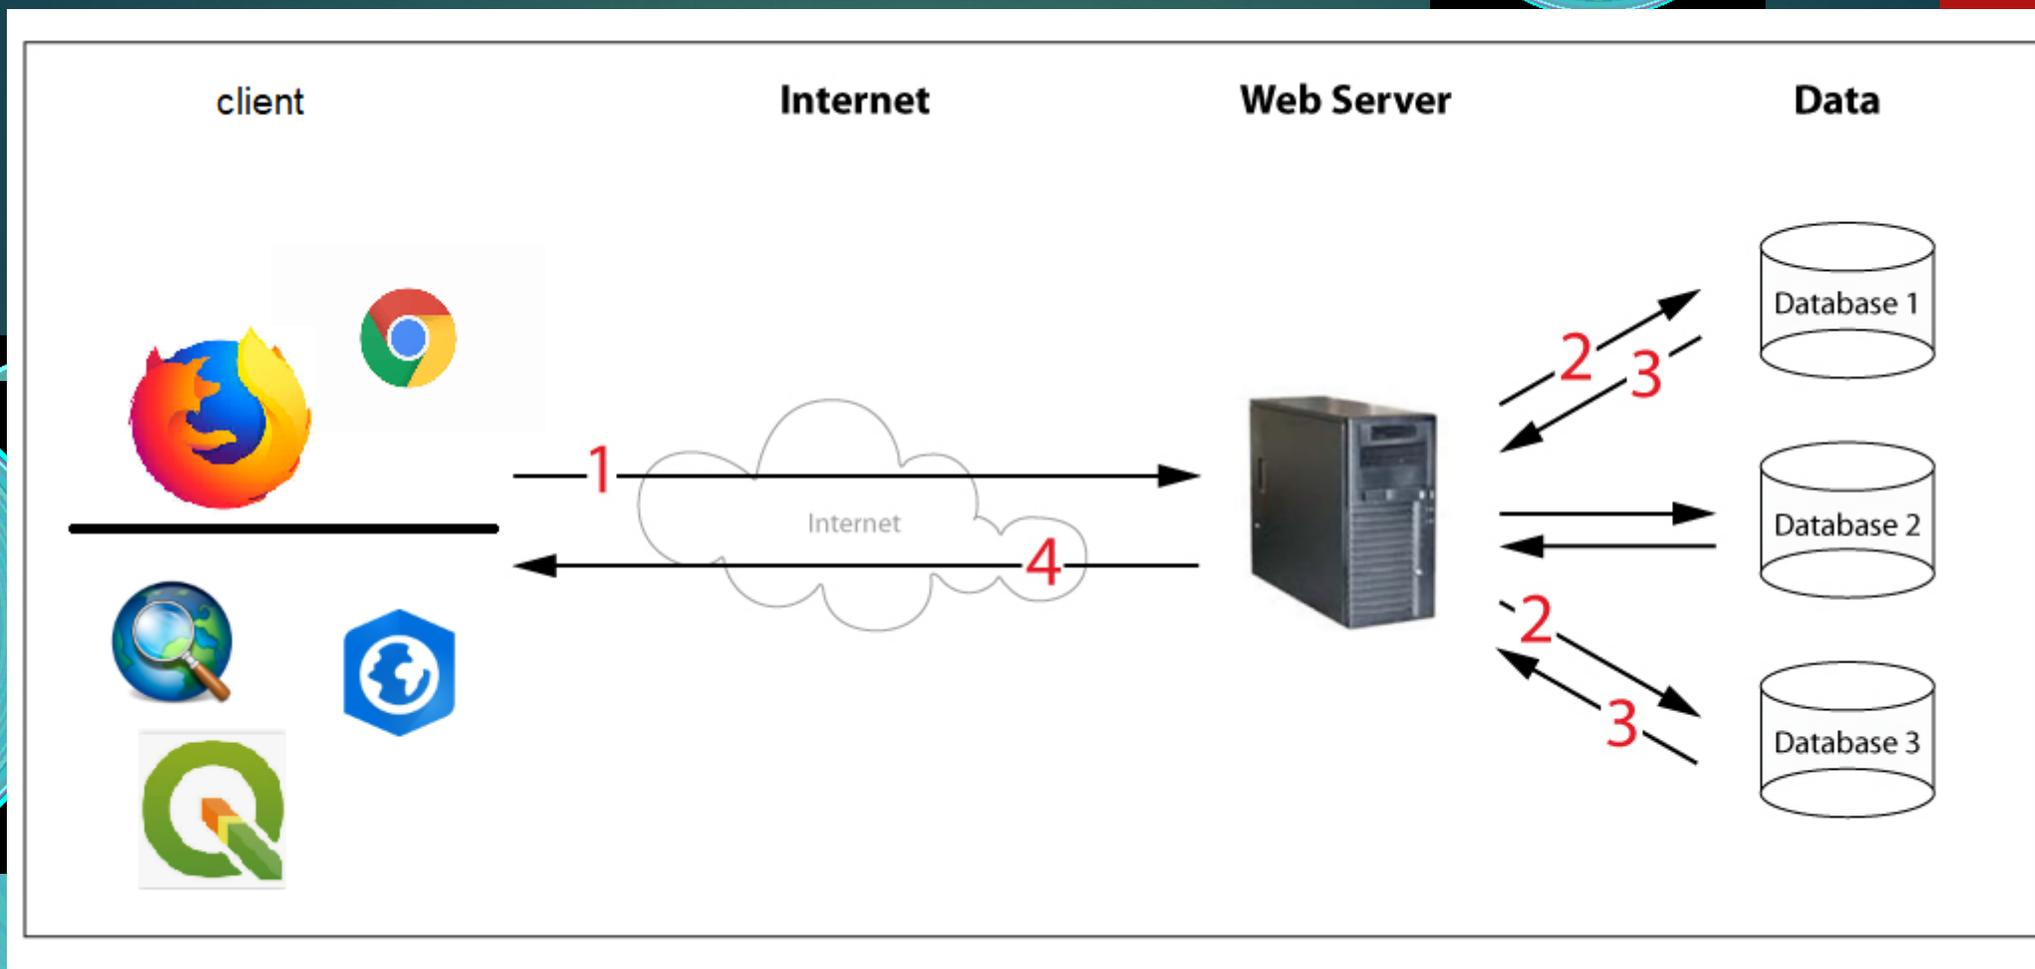 client
Internet
Web Server
Data
Database 1
2
3
1
Internet
Database 2
4
2
3
Database 3